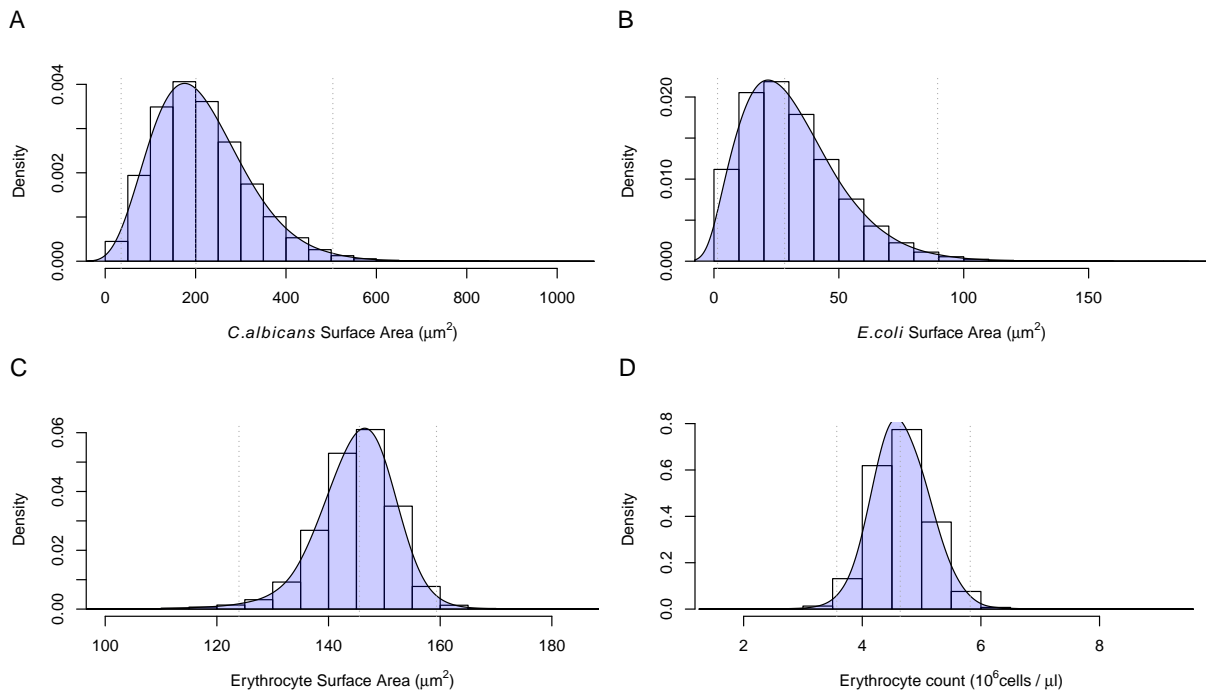 A
B
Density
0.000
0.002
0.004
0
200
400
600
800
1000
C.albicans Surface Area (μm²)
Density
0.000
0.010
0.020
0
50
100
150
E.coli Surface Area (μm²)
C
D
Density
0.00
0.02
0.04
0.06
100
120
140
160
180
Erythrocyte Surface Area (μm²)
Density
0.0
0.2
0.4
0.6
0.8
2
4
6
8
Erythrocyte count (10⁶cells / μl)